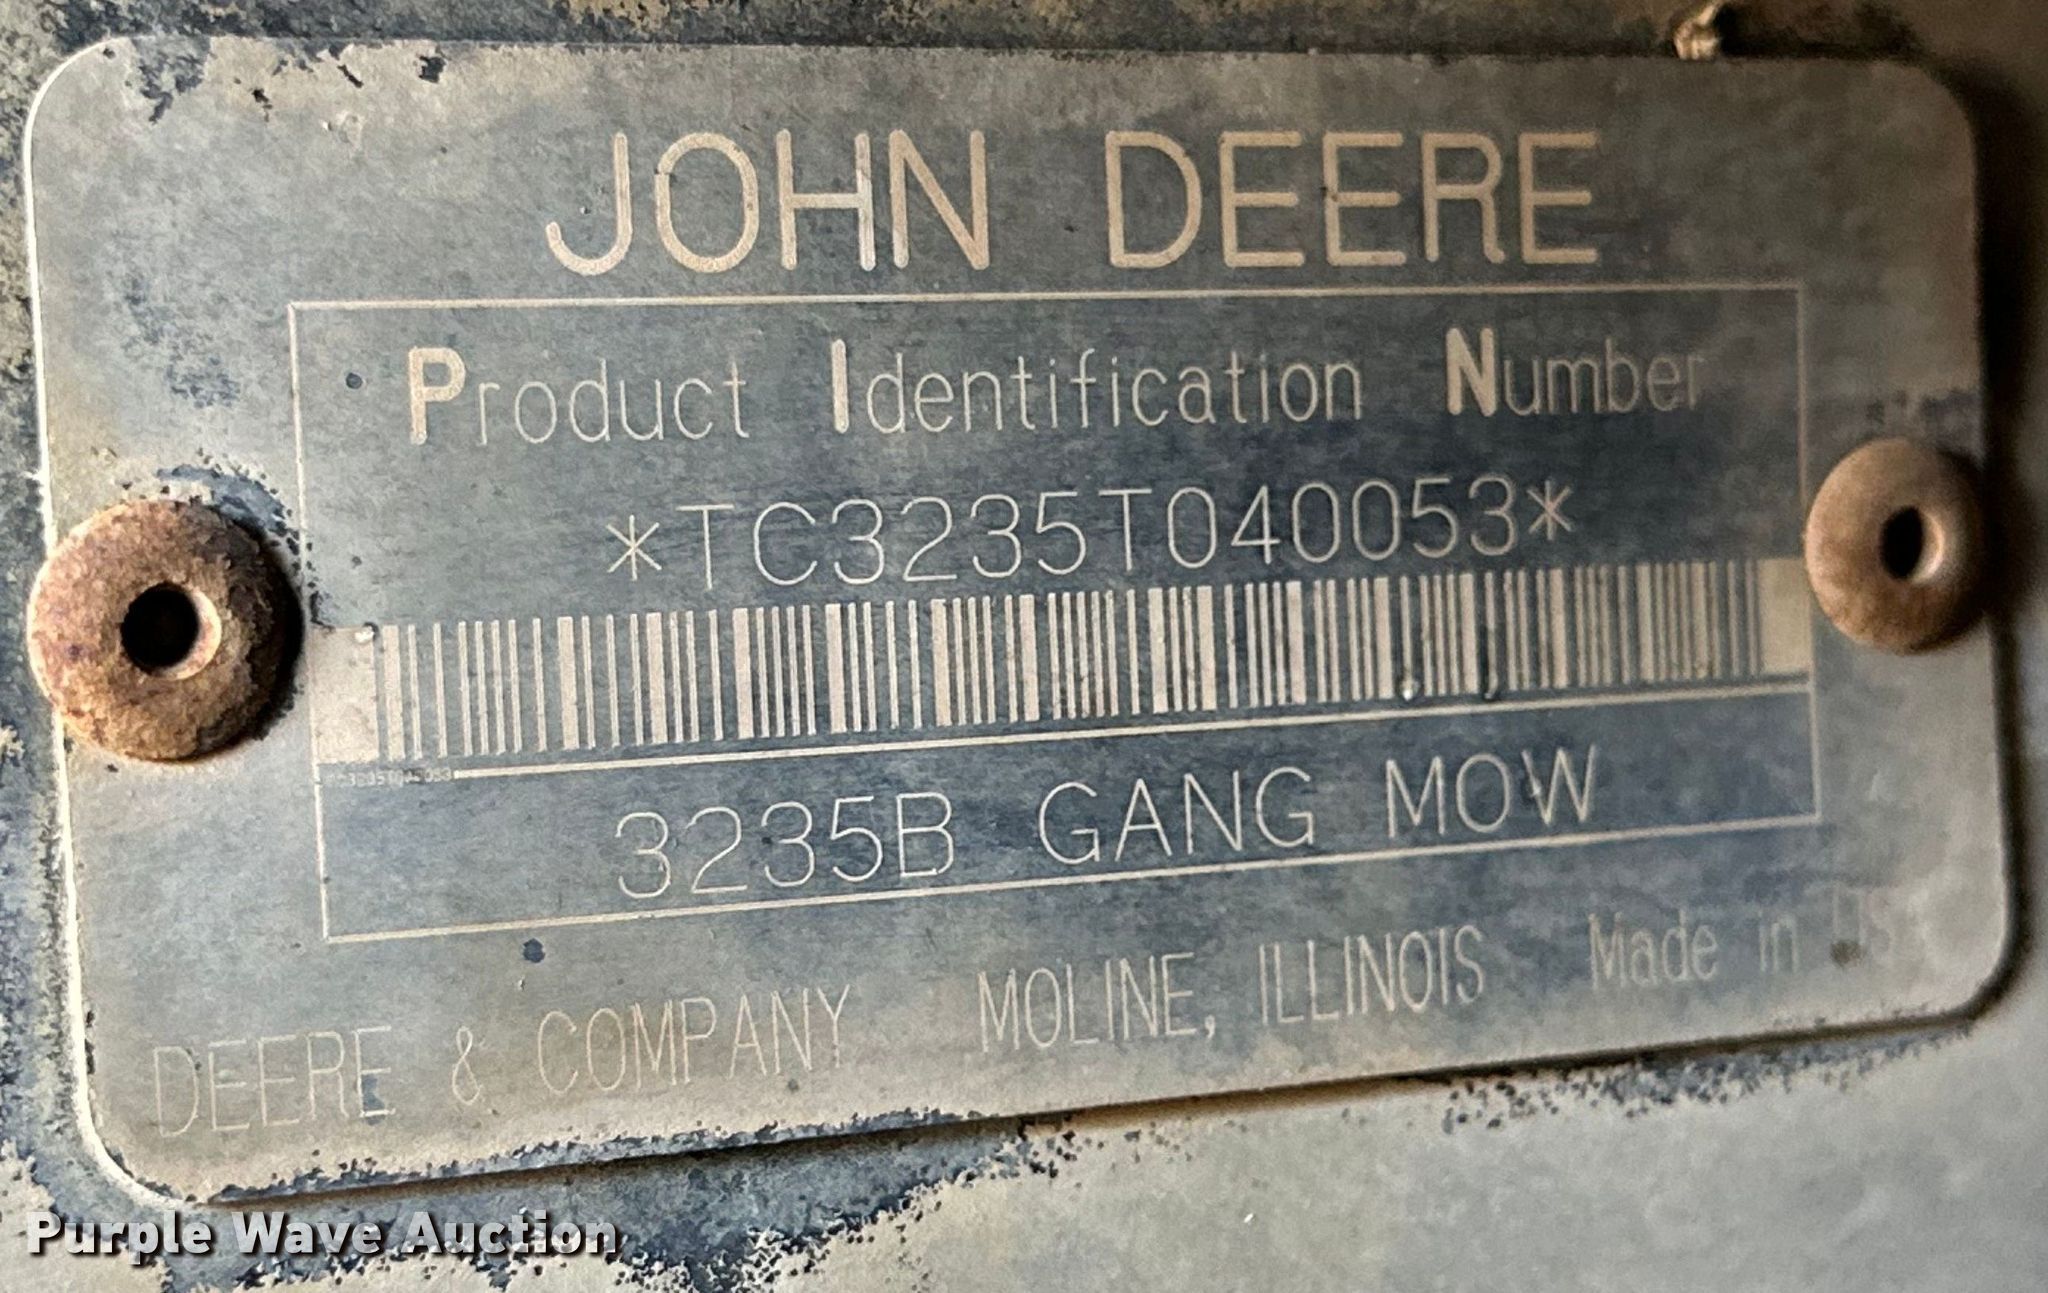 JOHN DEERE
Product Identification Number
*TC3235T040053*
3235B GANG MOW
DEERE & COMPANY MOLINE, ILLINOIS Made in
Purple Wave Auction